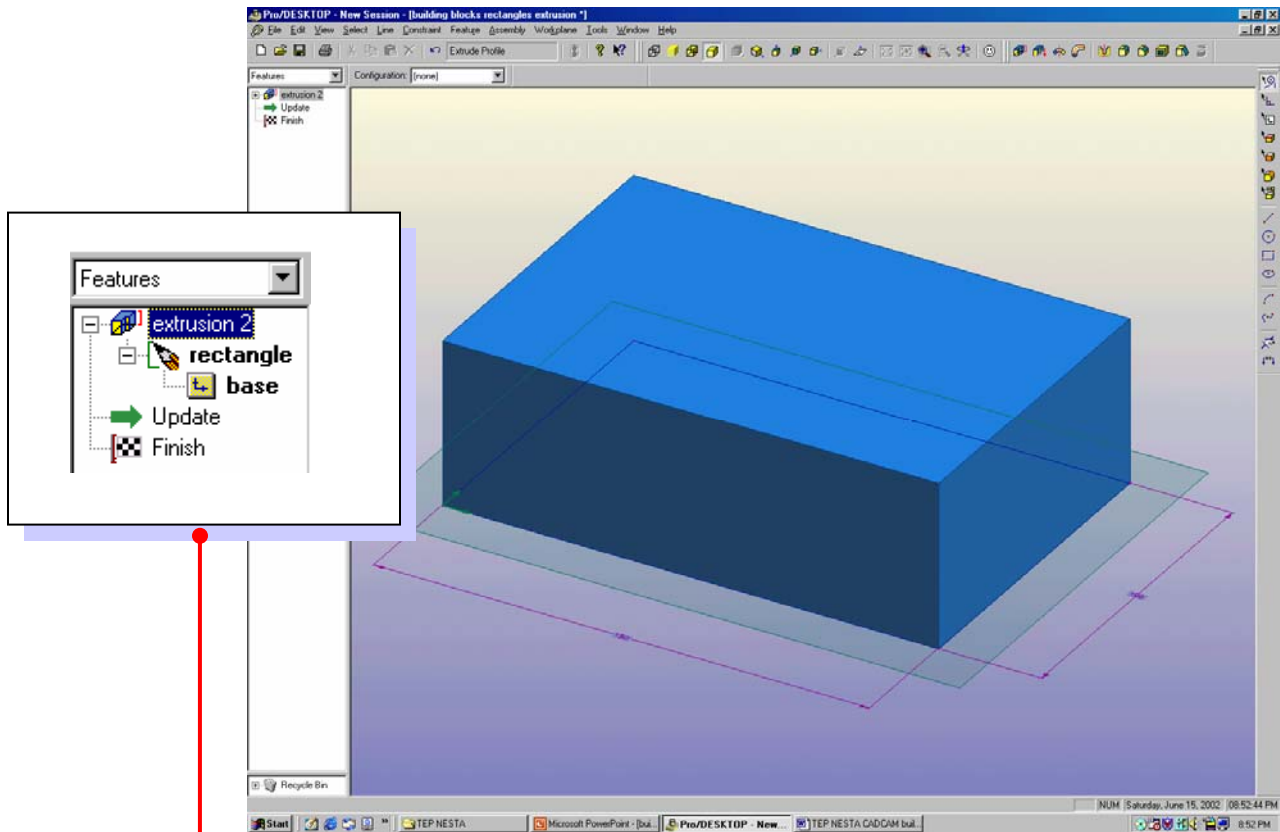 Pro/DESKTOP - New Session - [building blocks rectangles extrusion *]
File Edit View Select Line Constraint Feature Assembly Workplane Tools Window Help
Extrude Profile
Features
Configuration: (none)
extrusion 2
Update
Finish
Features
extrusion 2
rectangle
base
Update
Finish
Recycle Bin
NUM Saturday, June 15, 2002 08:52:44 PM
Start
TEP NESTA
Microsoft PowerPoint - [bui...
Pro/DESKTOP - New...
TEP NESTA CADCAM buil...
8:52 PM